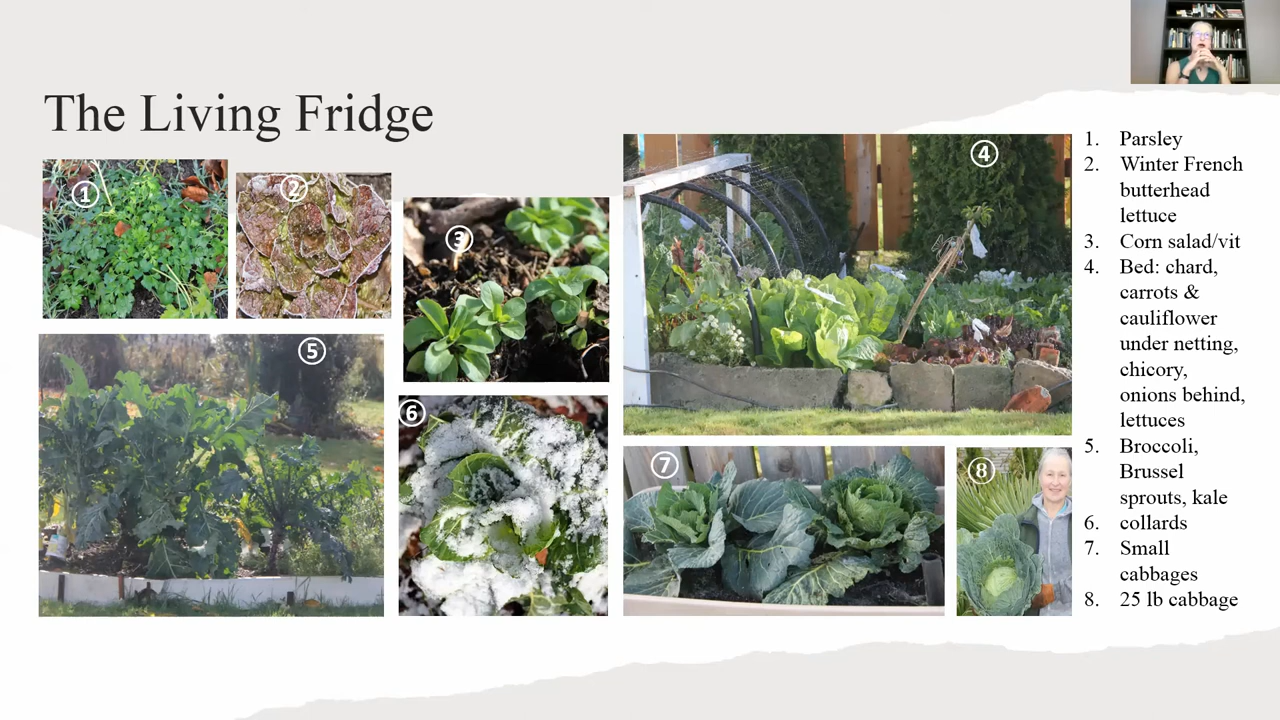 The Living Fridge
①
②
③
④
⑤
⑥
⑦
⑧
1. Parsley
2. Winter French
butterhead
lettuce
3. Corn salad/vit
4. Bed: chard,
carrots &
cauliflower
under netting,
chicory,
onions behind,
lettuces
5. Broccoli,
Brussel
sprouts, kale
6. collards
7. Small
cabbages
8. 25 lb cabbage